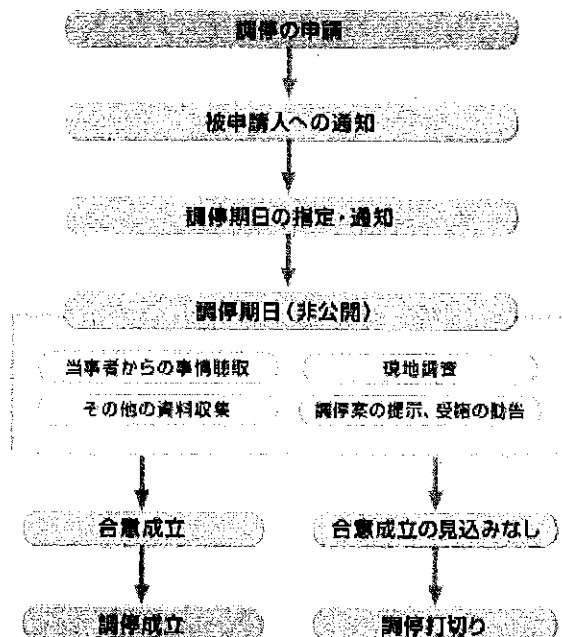 調停の申請
被申請人への通知
調停期日の指定・通知
調停期日(非公開)
当事者からの事情聴取
現地調査
その他の資料収集
調停案の提示、受諾の勧告
合意成立
合意成立の見込みなし
調停成立
調停打切り